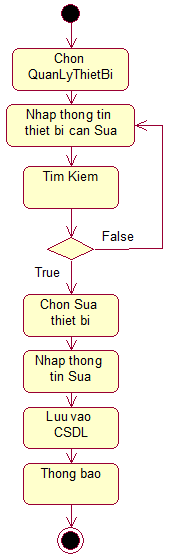 Chon
QuanLyThietBi
Nhap thong tin
thiet bi can Sua
Tim Kiem
False
True
Chon Sua
thiet bi
Nhap thong
tin Sua
Luu vao
CSDL
Thong bao